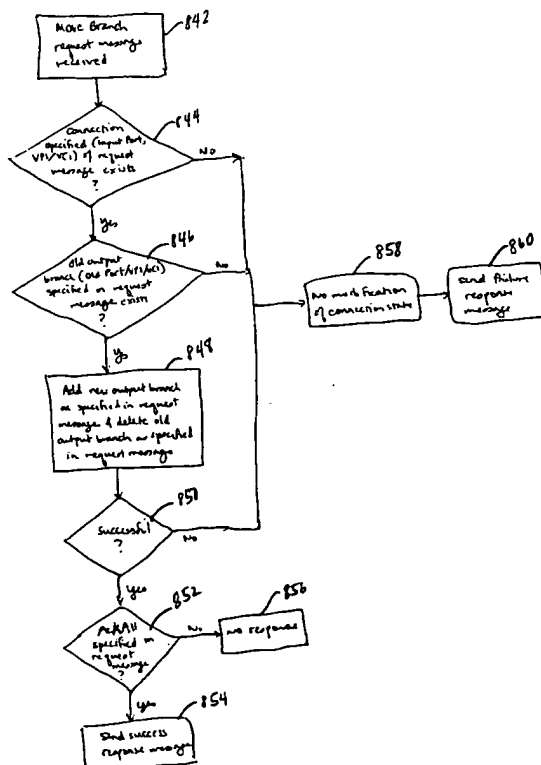 Move Branch
request message
received
842
Connection
specified (Input Port,
VPI/VCI) of request
message exists
?
844
No
Yes
Old output
branch (Old Port/VPI/VCI)
specified in request
message exists
?
846
No
Yes
Add new output branch
as specified in request
message & delete old
output branch as specified
in request message
848
Successful
?
850
No
Yes
AckAll
specified in
request
message
?
852
No
No response
856
Yes
Send success
response message
854
No modification
of connection state
858
Send failure
response
message
860